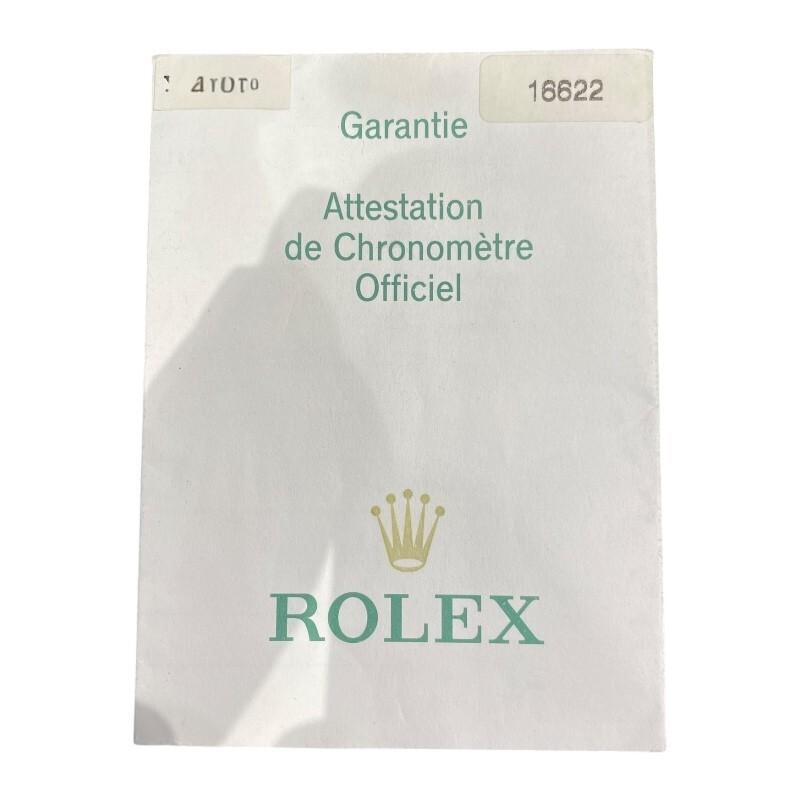 16622
Garantie
Attestation
de Chronomètre
Officiel
ROLEX